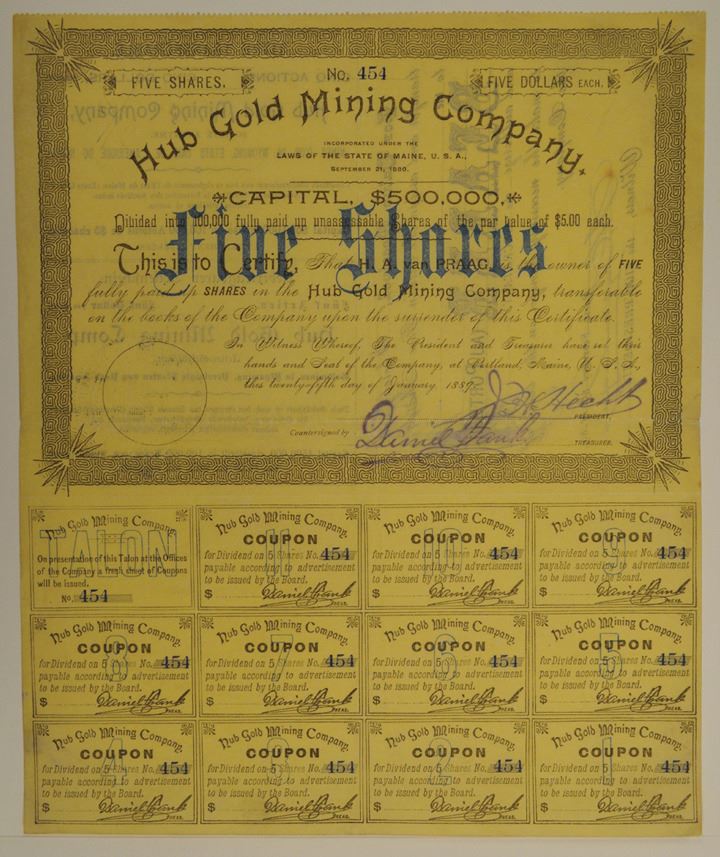 FIVE SHARES.
No. 454
FIVE DOLLARS EACH.
Hub Gold Mining Company.
INCORPORATED UNDER THE
LAWS OF THE STATE OF MAINE, U. S. A.,
SEPTEMBER 21, 1880.
CAPITAL, $500,000,
Divided into 100,000 fully paid up unassessable Shares of the par value of $5.00 each.
Five Shares
This is to Certify, That H. A. van PRAAG is the owner of FIVE
fully paid up SHARES in the Hub Gold Mining Company, transferable
on the books of the Company upon the surrender of this Certificate.
In Witness Whereof, The President and Treasurer have set their
hands and Seal of the Company, at Portland, Maine, U. S. A.,
this twenty-fifth day of January, 1887.
Hecht
PRESIDENT,
Countersigned by
Daniel
TREASURER.
Hub Gold Mining Company.
TALON
On presentation of this Talon at the Offices
of the Company a fresh sheet of Coupons
will be issued.
No. 454
Hub Gold Mining Company,
COUPON
for Dividend on 5 Shares No. 454
payable according to advertisement
to be issued by the Board.
$
Hub Gold Mining Company,
COUPON
for Dividend on 5 Shares No. 454
payable according to advertisement
to be issued by the Board.
$
Hub Gold Mining Company,
COUPON
for Dividend on 5 Shares No. 454
payable according to advertisement
to be issued by the Board.
$
Hub Gold Mining Company,
COUPON
for Dividend on 5 Shares No. 454
payable according to advertisement
to be issued by the Board.
$
Hub Gold Mining Company,
COUPON
for Dividend on 5 Shares No. 454
payable according to advertisement
to be issued by the Board.
$
Hub Gold Mining Company,
COUPON
for Dividend on 5 Shares No. 454
payable according to advertisement
to be issued by the Board.
$
Hub Gold Mining Company,
COUPON
for Dividend on 5 Shares No. 454
payable according to advertisement
to be issued by the Board.
$
Hub Gold Mining Company,
COUPON
for Dividend on 5 Shares No. 454
payable according to advertisement
to be issued by the Board.
$
Hub Gold Mining Company,
COUPON
for Dividend on 5 Shares No. 454
payable according to advertisement
to be issued by the Board.
$
Hub Gold Mining Company,
COUPON
for Dividend on 5 Shares No. 454
payable according to advertisement
to be issued by the Board.
$
Hub Gold Mining Company,
COUPON
for Dividend on 5 Shares No. 454
payable according to advertisement
to be issued by the Board.
$